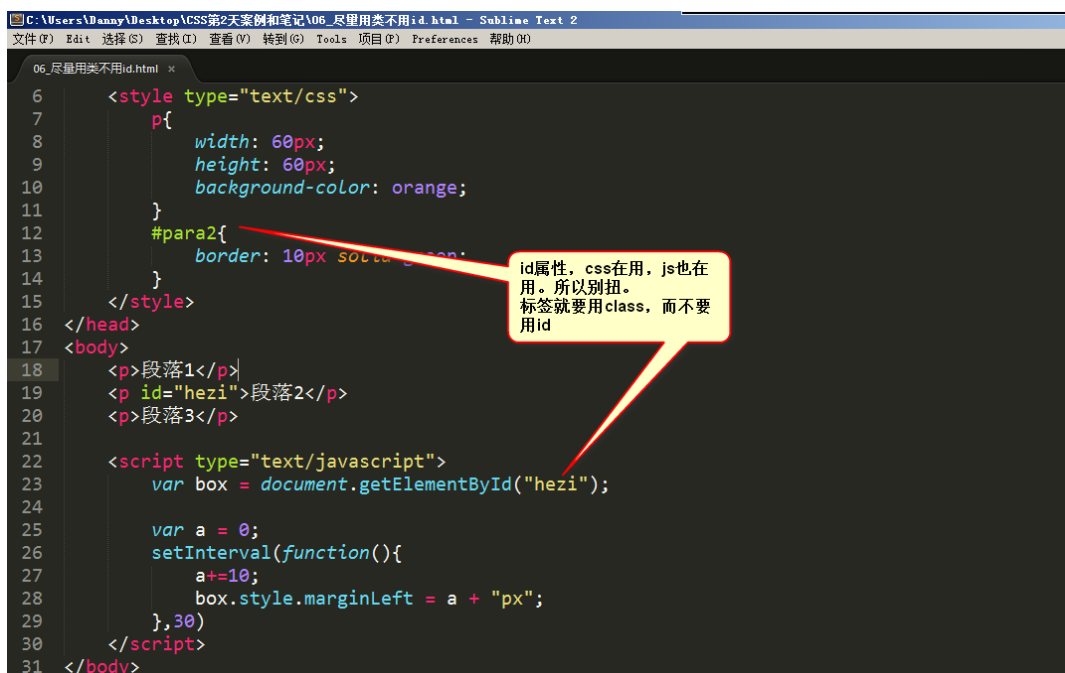 C:\Users\Danny\Desktop\CSS第2天案例和笔记\06_尽量用类不用id.html - Sublime Text 2
文件(F) Edit 选择(S) 查找(I) 查看(V) 转到(G) Tools 项目(P) Preferences 帮助(H)
06_尽量用类不用id.html ×
6 <style type="text/css">
7 p{
8 width: 60px;
9 height: 60px;
10 background-color: orange;
11 }
12 #para2{
13 border: 10px solid green;
14 }
15 </style>
16 </head>
17 <body>
18 <p>段落1</p>
19 <p id="hezi">段落2</p>
20 <p>段落3</p>
21
22 <script type="text/javascript">
23 var box = document.getElementById("hezi");
24
25 var a = 0;
26 setInterval(function(){
27 a+=10;
28 box.style.marginLeft = a + "px";
29 },30)
30 </script>
31 </body>
id属性，css在用，js也在
用。所以别扭。
标签就要用class，而不要
用id